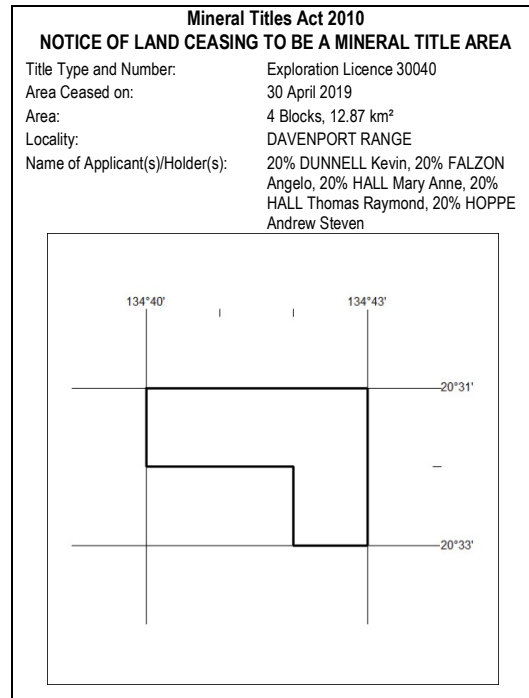 Mineral Titles Act 2010
NOTICE OF LAND CEASING TO BE A MINERAL TITLE AREA
Title Type and Number: Exploration Licence 30040
Area Ceased on: 30 April 2019
Area: 4 Blocks, 12.87 km²
Locality: DAVENPORT RANGE
Name of Applicant(s)/Holder(s): 20% DUNNELL Kevin, 20% FALZON
Angelo, 20% HALL Mary Anne, 20%
HALL Thomas Raymond, 20% HOPPE
Andrew Steven
134°40' 134°43'
20°31'
20°33'